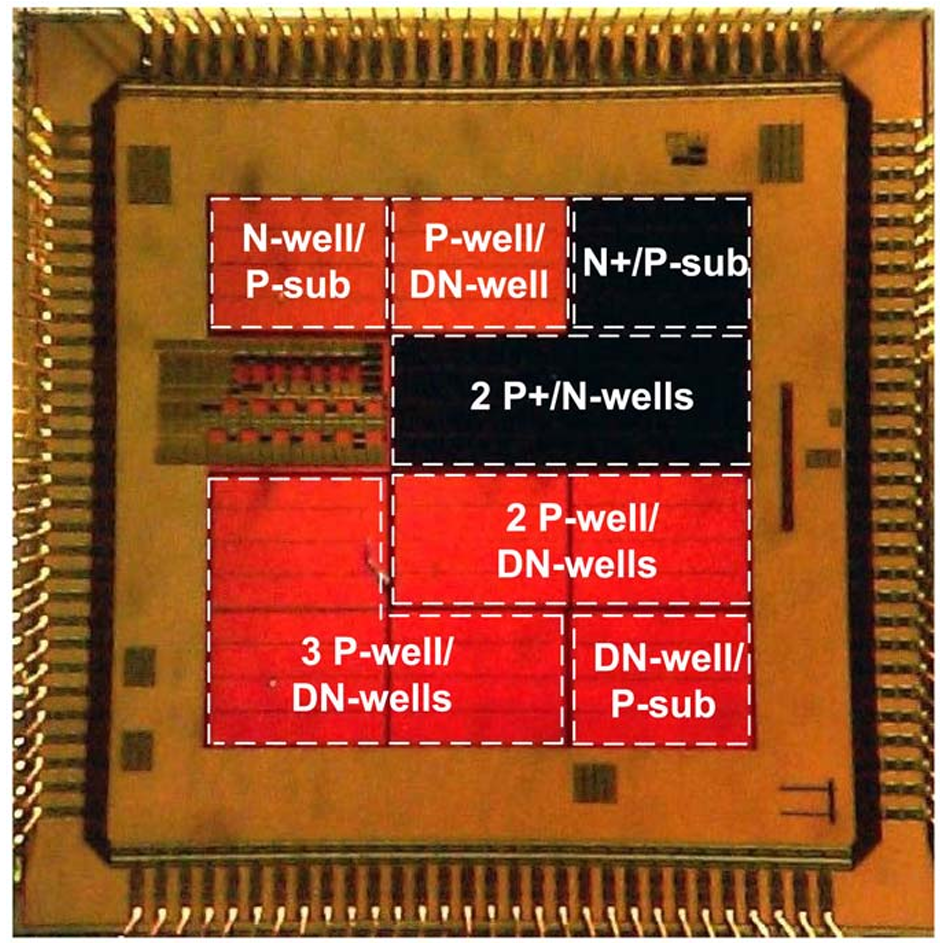 N-well/
P-sub
P-well/
DN-well
N+/P-sub
2 P+/N-wells
2 P-well/
DN-wells
3 P-well/
DN-wells
DN-well/
P-sub